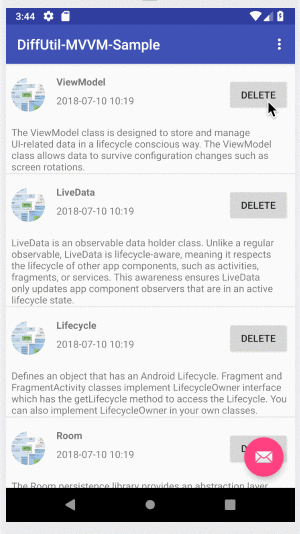 3:44
DiffUtil-MVVM-Sample
ViewModel
2018-07-10 10:19
DELETE
The ViewModel class is designed to store and manage
UI-related data in a lifecycle conscious way. The ViewModel
class allows data to survive configuration changes such as
screen rotations.
LiveData
2018-07-10 10:19
DELETE
LiveData is an observable data holder class. Unlike a regular
observable, LiveData is lifecycle-aware, meaning it respects
the lifecycle of other app components, such as activities,
fragments, or services. This awareness ensures LiveData
only updates app component observers that are in an active
lifecycle state.
Lifecycle
2018-07-10 10:19
DELETE
Defines an object that has an Android Lifecycle. Fragment and
FragmentActivity classes implement LifecycleOwner interface
which has the getLifecycle method to access the Lifecycle. You
can also implement LifecycleOwner in your own classes.
Room
2018-07-10 10:19
The Room persistence library provides an abstraction layer